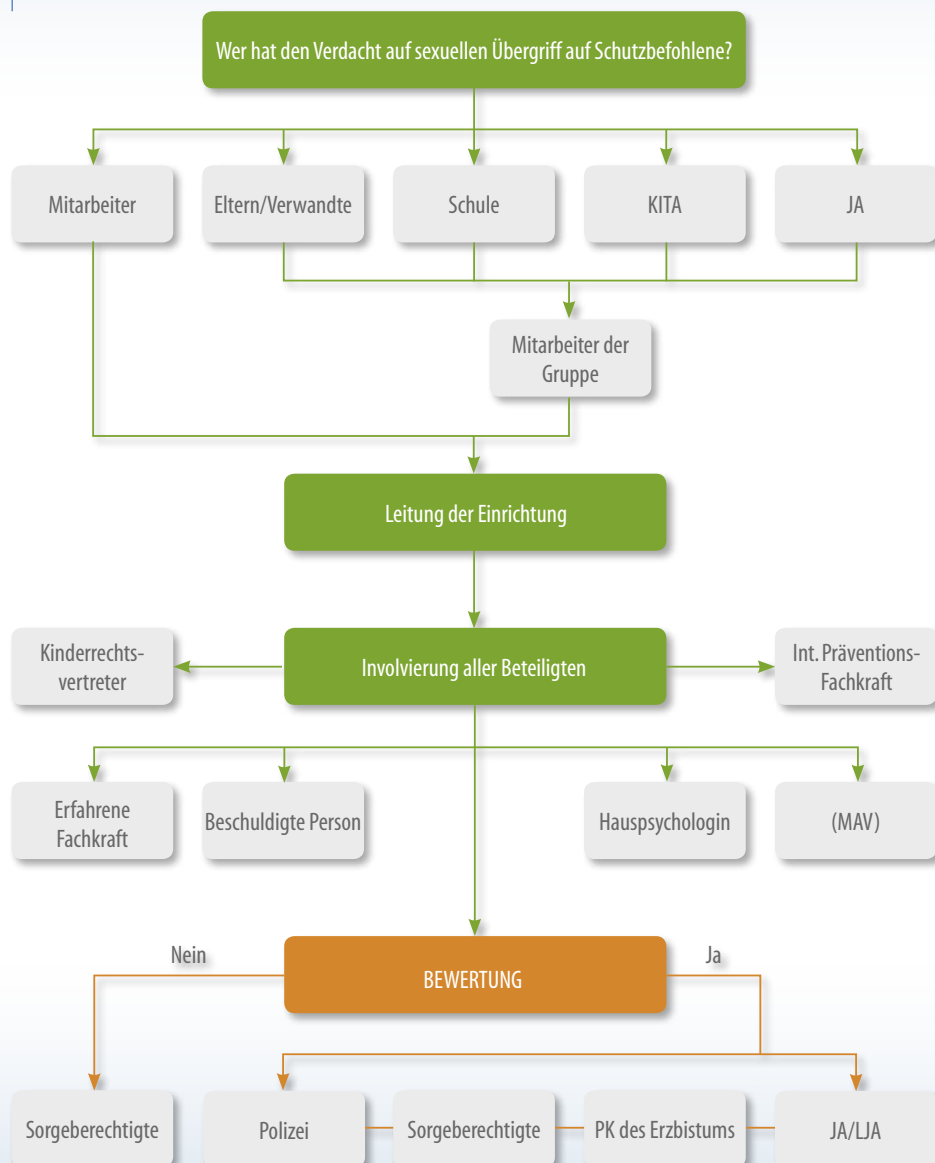 Wer hat den Verdacht auf sexuellen Übergriff auf Schutzbefohlene?
Mitarbeiter
Eltern/Verwandte
Schule
KITA
JA
Mitarbeiter der
Gruppe
Leitung der Einrichtung
Kinderrechts-
vertreter
Involvierung aller Beteiligten
Int. Präventions-
Fachkraft
Erfahrene
Fachkraft
Beschuldigte Person
Hauspsychologin
(MAV)
Nein
BEWERTUNG
Ja
Sorgeberechtigte
Polizei
Sorgeberechtigte
PK des Erzbistums
JA/LJA